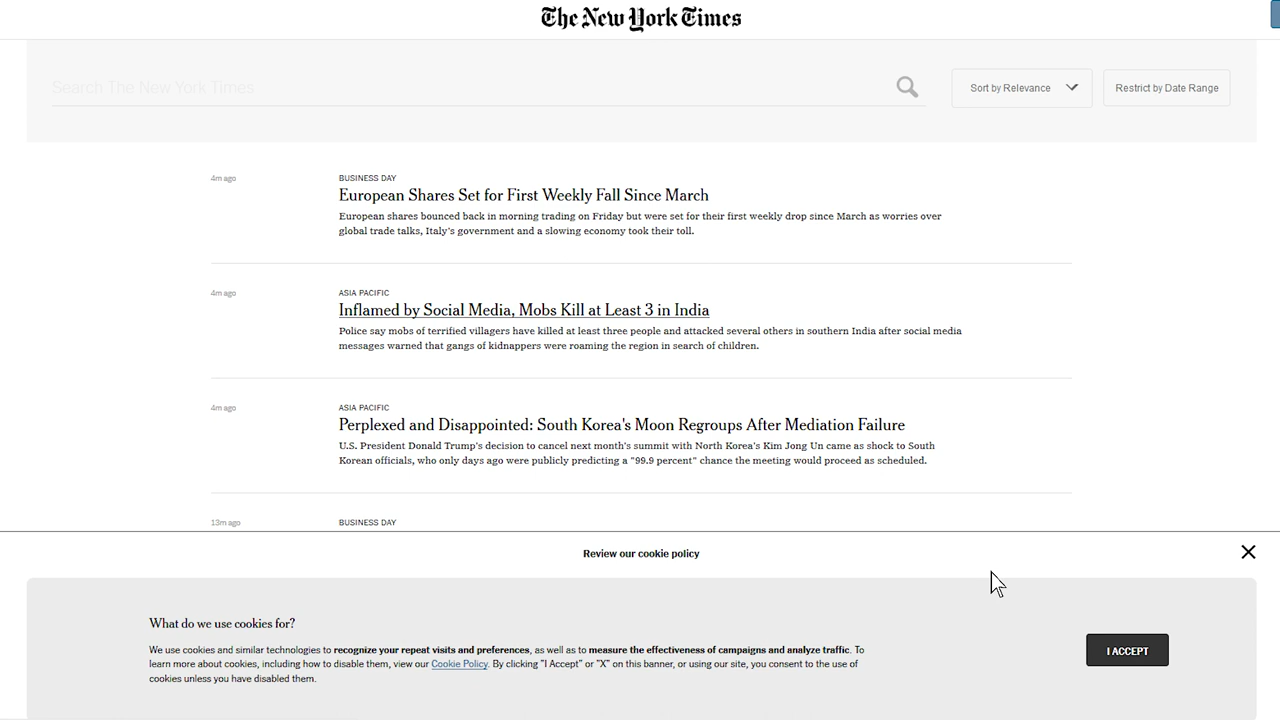 The New York Times
Search The New York Times
Sort by Relevance
Restrict by Date Range
4m ago
BUSINESS DAY
European Shares Set for First Weekly Fall Since March
European shares bounced back in morning trading on Friday but were set for their first weekly drop since March as worries over
global trade talks, Italy's government and a slowing economy took their toll.
4m ago
ASIA PACIFIC
Inflamed by Social Media, Mobs Kill at Least 3 in India
Police say mobs of terrified villagers have killed at least three people and attacked several others in southern India after social media
messages warned that gangs of kidnappers were roaming the region in search of children.
4m ago
ASIA PACIFIC
Perplexed and Disappointed: South Korea's Moon Regroups After Mediation Failure
U.S. President Donald Trump's decision to cancel next month's summit with North Korea's Kim Jong Un came as shock to South
Korean officials, who only days ago were publicly predicting a "99.9 percent" chance the meeting would proceed as scheduled.
13m ago
BUSINESS DAY
Review our cookie policy
What do we use cookies for?
We use cookies and similar technologies to recognize your repeat visits and preferences, as well as to measure the effectiveness of campaigns and analyze traffic. To
learn more about cookies, including how to disable them, view our Cookie Policy. By clicking "I Accept" or "X" on this banner, or using our site, you consent to the use of
cookies unless you have disabled them.
I ACCEPT